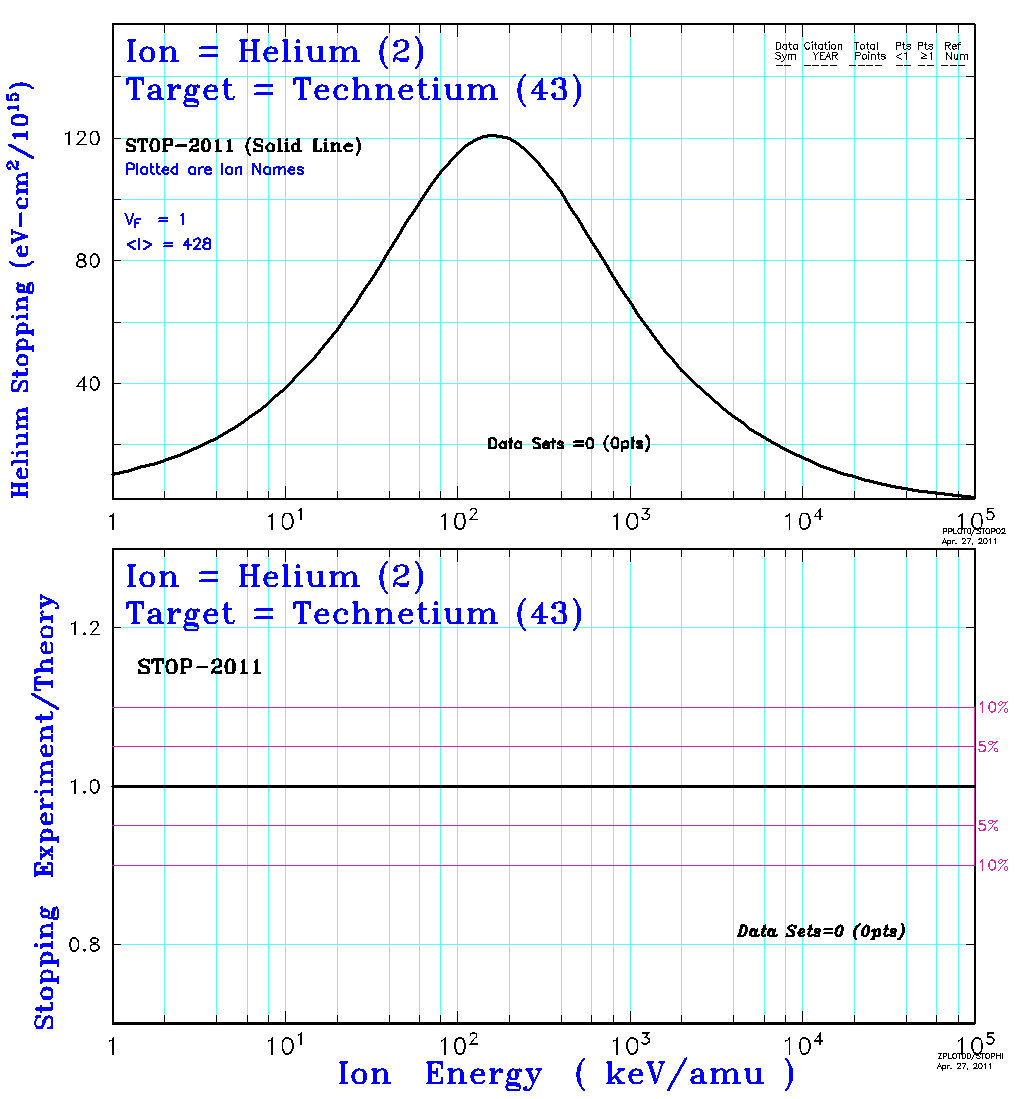 Ion = Helium (2)
Target = Technetium (43)
Data Citation Total Pts Pts Ref
Sym YEAR Points <1 ≥1 Num
STOP-2011 (Solid Line)
Plotted are Ion Names
V_F = 1
<I> = 428
Helium Stopping (eV-cm²/10¹⁵)
120
80
40
Data Sets =0 (0pts)
1 10¹ 10² 10³ 10⁴ 10⁵
PPLOT0/STOP02
Apr. 27, 2011
Ion = Helium (2)
Target = Technetium (43)
STOP-2011
Stopping Experiment/Theory
1.2
1.0
0.8
10%
5%
5%
10%
Data Sets=0 (0pts)
1 10¹ 10² 10³ 10⁴ 10⁵
Ion Energy ( keV/amu )
Apr. 27, 2011